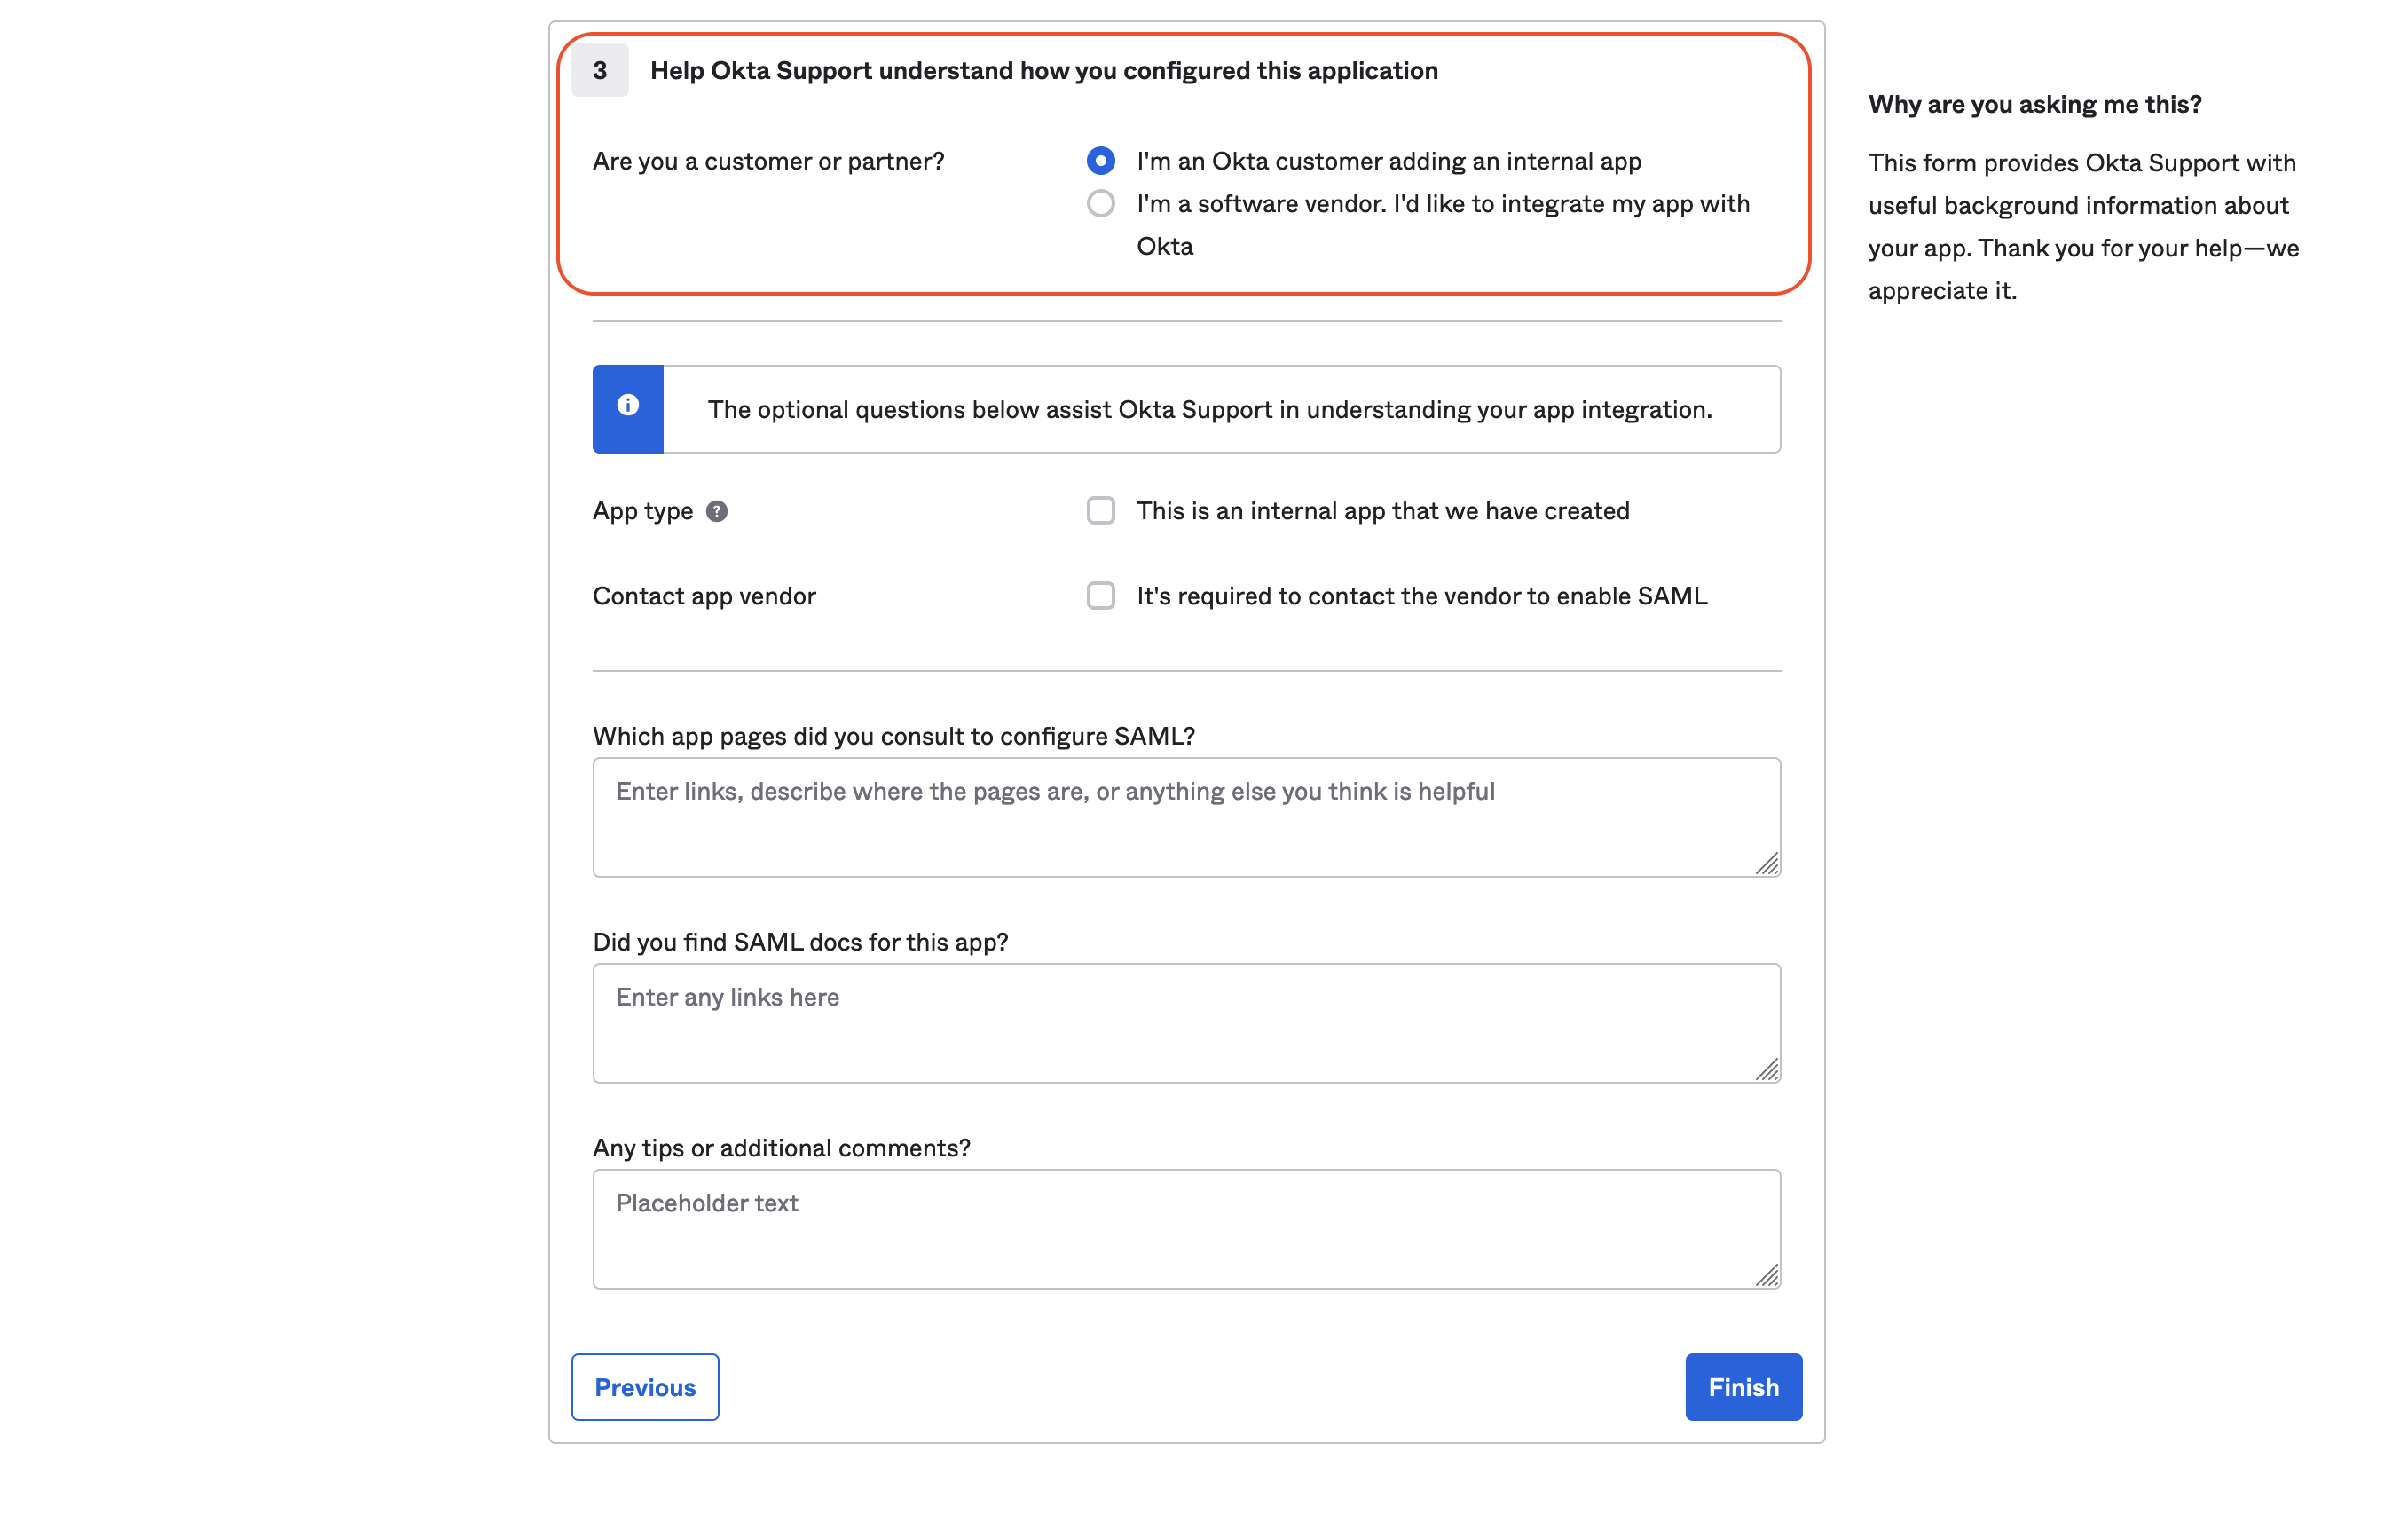 3
Help Okta Support understand how you configured this application
Are you a customer or partner?
I'm an Okta customer adding an internal app
I'm a software vendor. I'd like to integrate my app with
Okta
The optional questions below assist Okta Support in understanding your app integration.
App type ?
This is an internal app that we have created
Contact app vendor
It's required to contact the vendor to enable SAML
Which app pages did you consult to configure SAML?
Enter links, describe where the pages are, or anything else you think is helpful
Did you find SAML docs for this app?
Enter any links here
Any tips or additional comments?
Placeholder text
Previous
Finish
Why are you asking me this?
This form provides Okta Support with
useful background information about
your app. Thank you for your help—we
appreciate it.